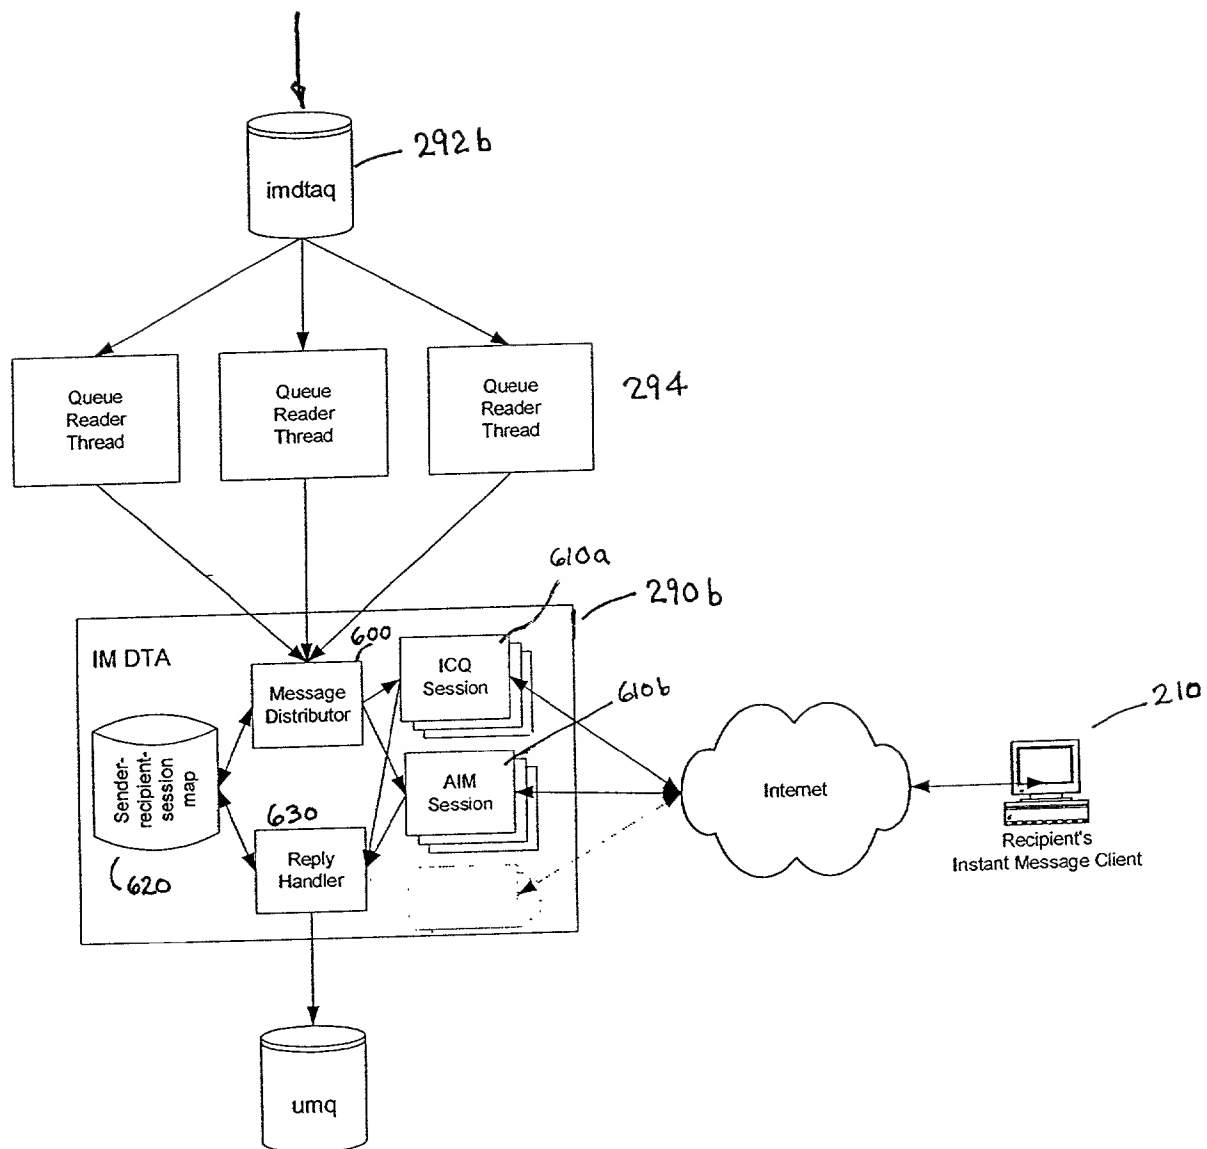 292b
imdtaq
Queue
Reader
Thread
Queue
Reader
Thread
Queue
Reader
Thread
294
610a
290b
IM DTA
600
ICQ
Session
610b
Message
Distributor
210
Sender-
recipient-
session
map
AIM
Session
Internet
630
Reply
Handler
Recipient's
Instant Message Client
620
umq